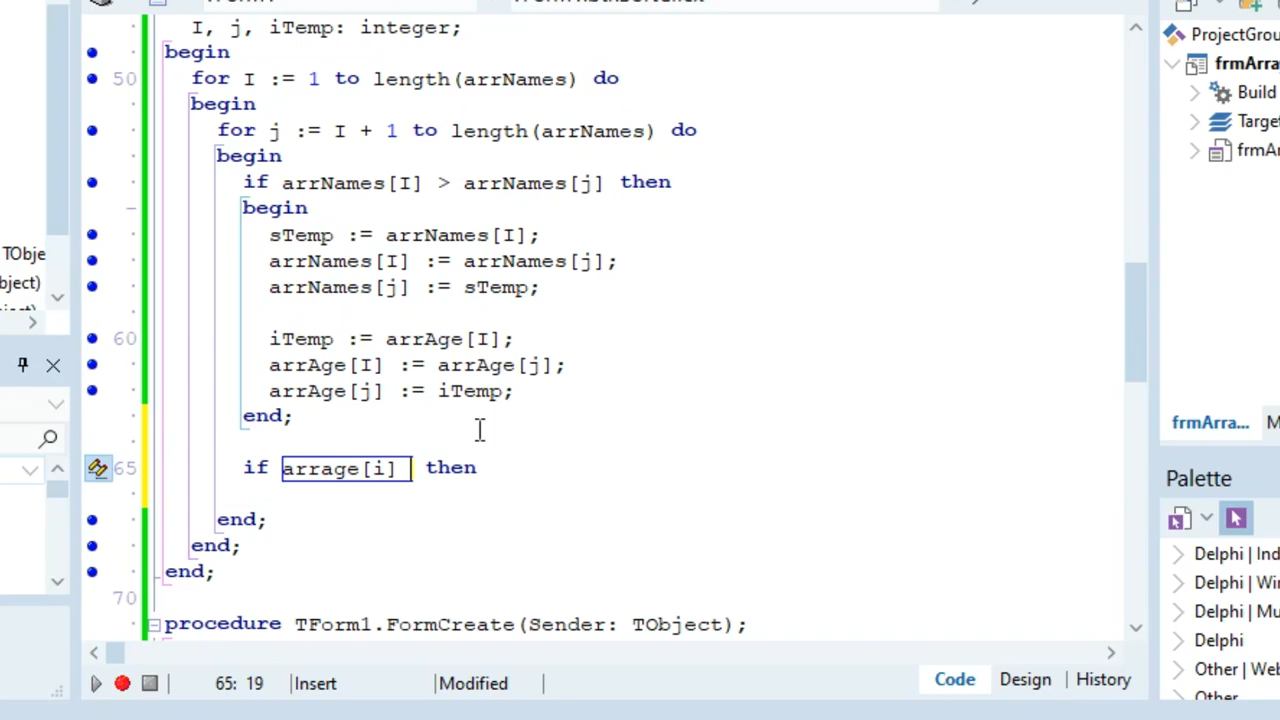 I, j, iTemp: integer;
begin
50 for I := 1 to length(arrNames) do
begin
for j := I + 1 to length(arrNames) do
begin
if arrNames[I] > arrNames[j] then
begin
sTemp := arrNames[I];
arrNames[I] := arrNames[j];
arrNames[j] := sTemp;
60 iTemp := arrAge[I];
arrAge[I] := arrAge[j];
arrAge[j] := iTemp;
end;
65 if arrage[i] then
end;
end;
end;
70
procedure TForm1.FormCreate(Sender: TObject);
65: 19 Insert Modified
Code Design History
TObje
bject)
ProjectGrou
frmArra
Build
Targe
frmAr
frmArra... M
Palette
Delphi | Ind
Delphi | Wi
Delphi | Mu
Delphi
Other | Web
Other